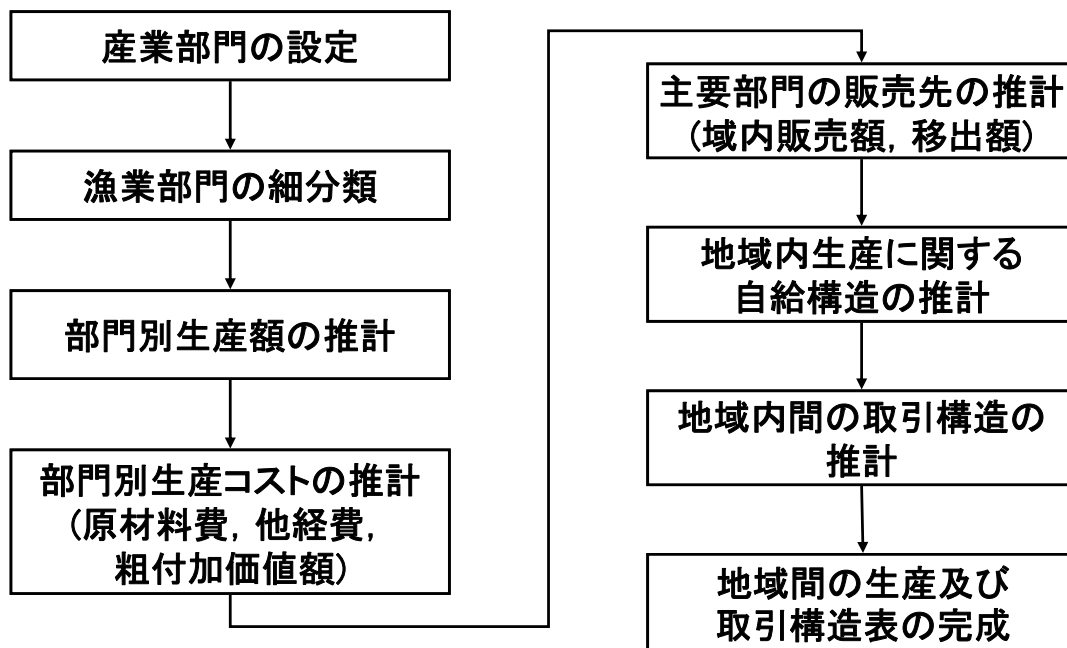 産業部門の設定
漁業部門の細分類
部門別生産額の推計
部門別生産コストの推計
（原材料費，他経費，
粗付加価値額）
主要部門の販売先の推計
（域内販売額，移出額）
地域内生産に関する
自給構造の推計
地域内間の取引構造の
推計
地域間の生産及び
取引構造表の完成